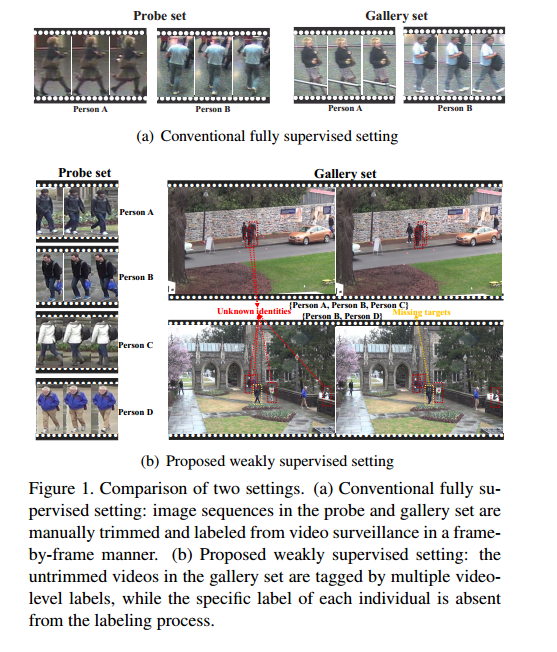 Probe set
Gallery set
Person A
Person B
Person A
Person B
(a) Conventional fully supervised setting
Probe set
Gallery set
Person A
Person B
Person C
Person D
{Person A, Person B, Person C}
Unknown identities
{Person B, Person D}
Missing targets
(b) Proposed weakly supervised setting
Figure 1. Comparison of two settings. (a) Conventional fully su-
pervised setting: image sequences in the probe and gallery set are
manually trimmed and labeled from video surveillance in a frame-
by-frame manner. (b) Proposed weakly supervised setting: the
untrimmed videos in the gallery set are tagged by multiple video-
level labels, while the specific label of each individual is absent
from the labeling process.